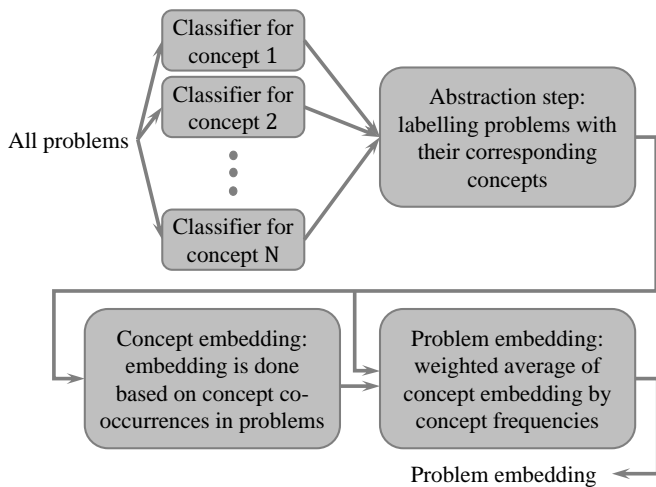 Classifier for
concept 1
Classifier for
concept 2
All problems
Classifier for
concept N
Abstraction step:
labelling problems with
their corresponding
concepts
Concept embedding:
embedding is done
based on concept co-
occurrences in problems
Problem embedding:
weighted average of
concept embedding by
concept frequencies
Problem embedding